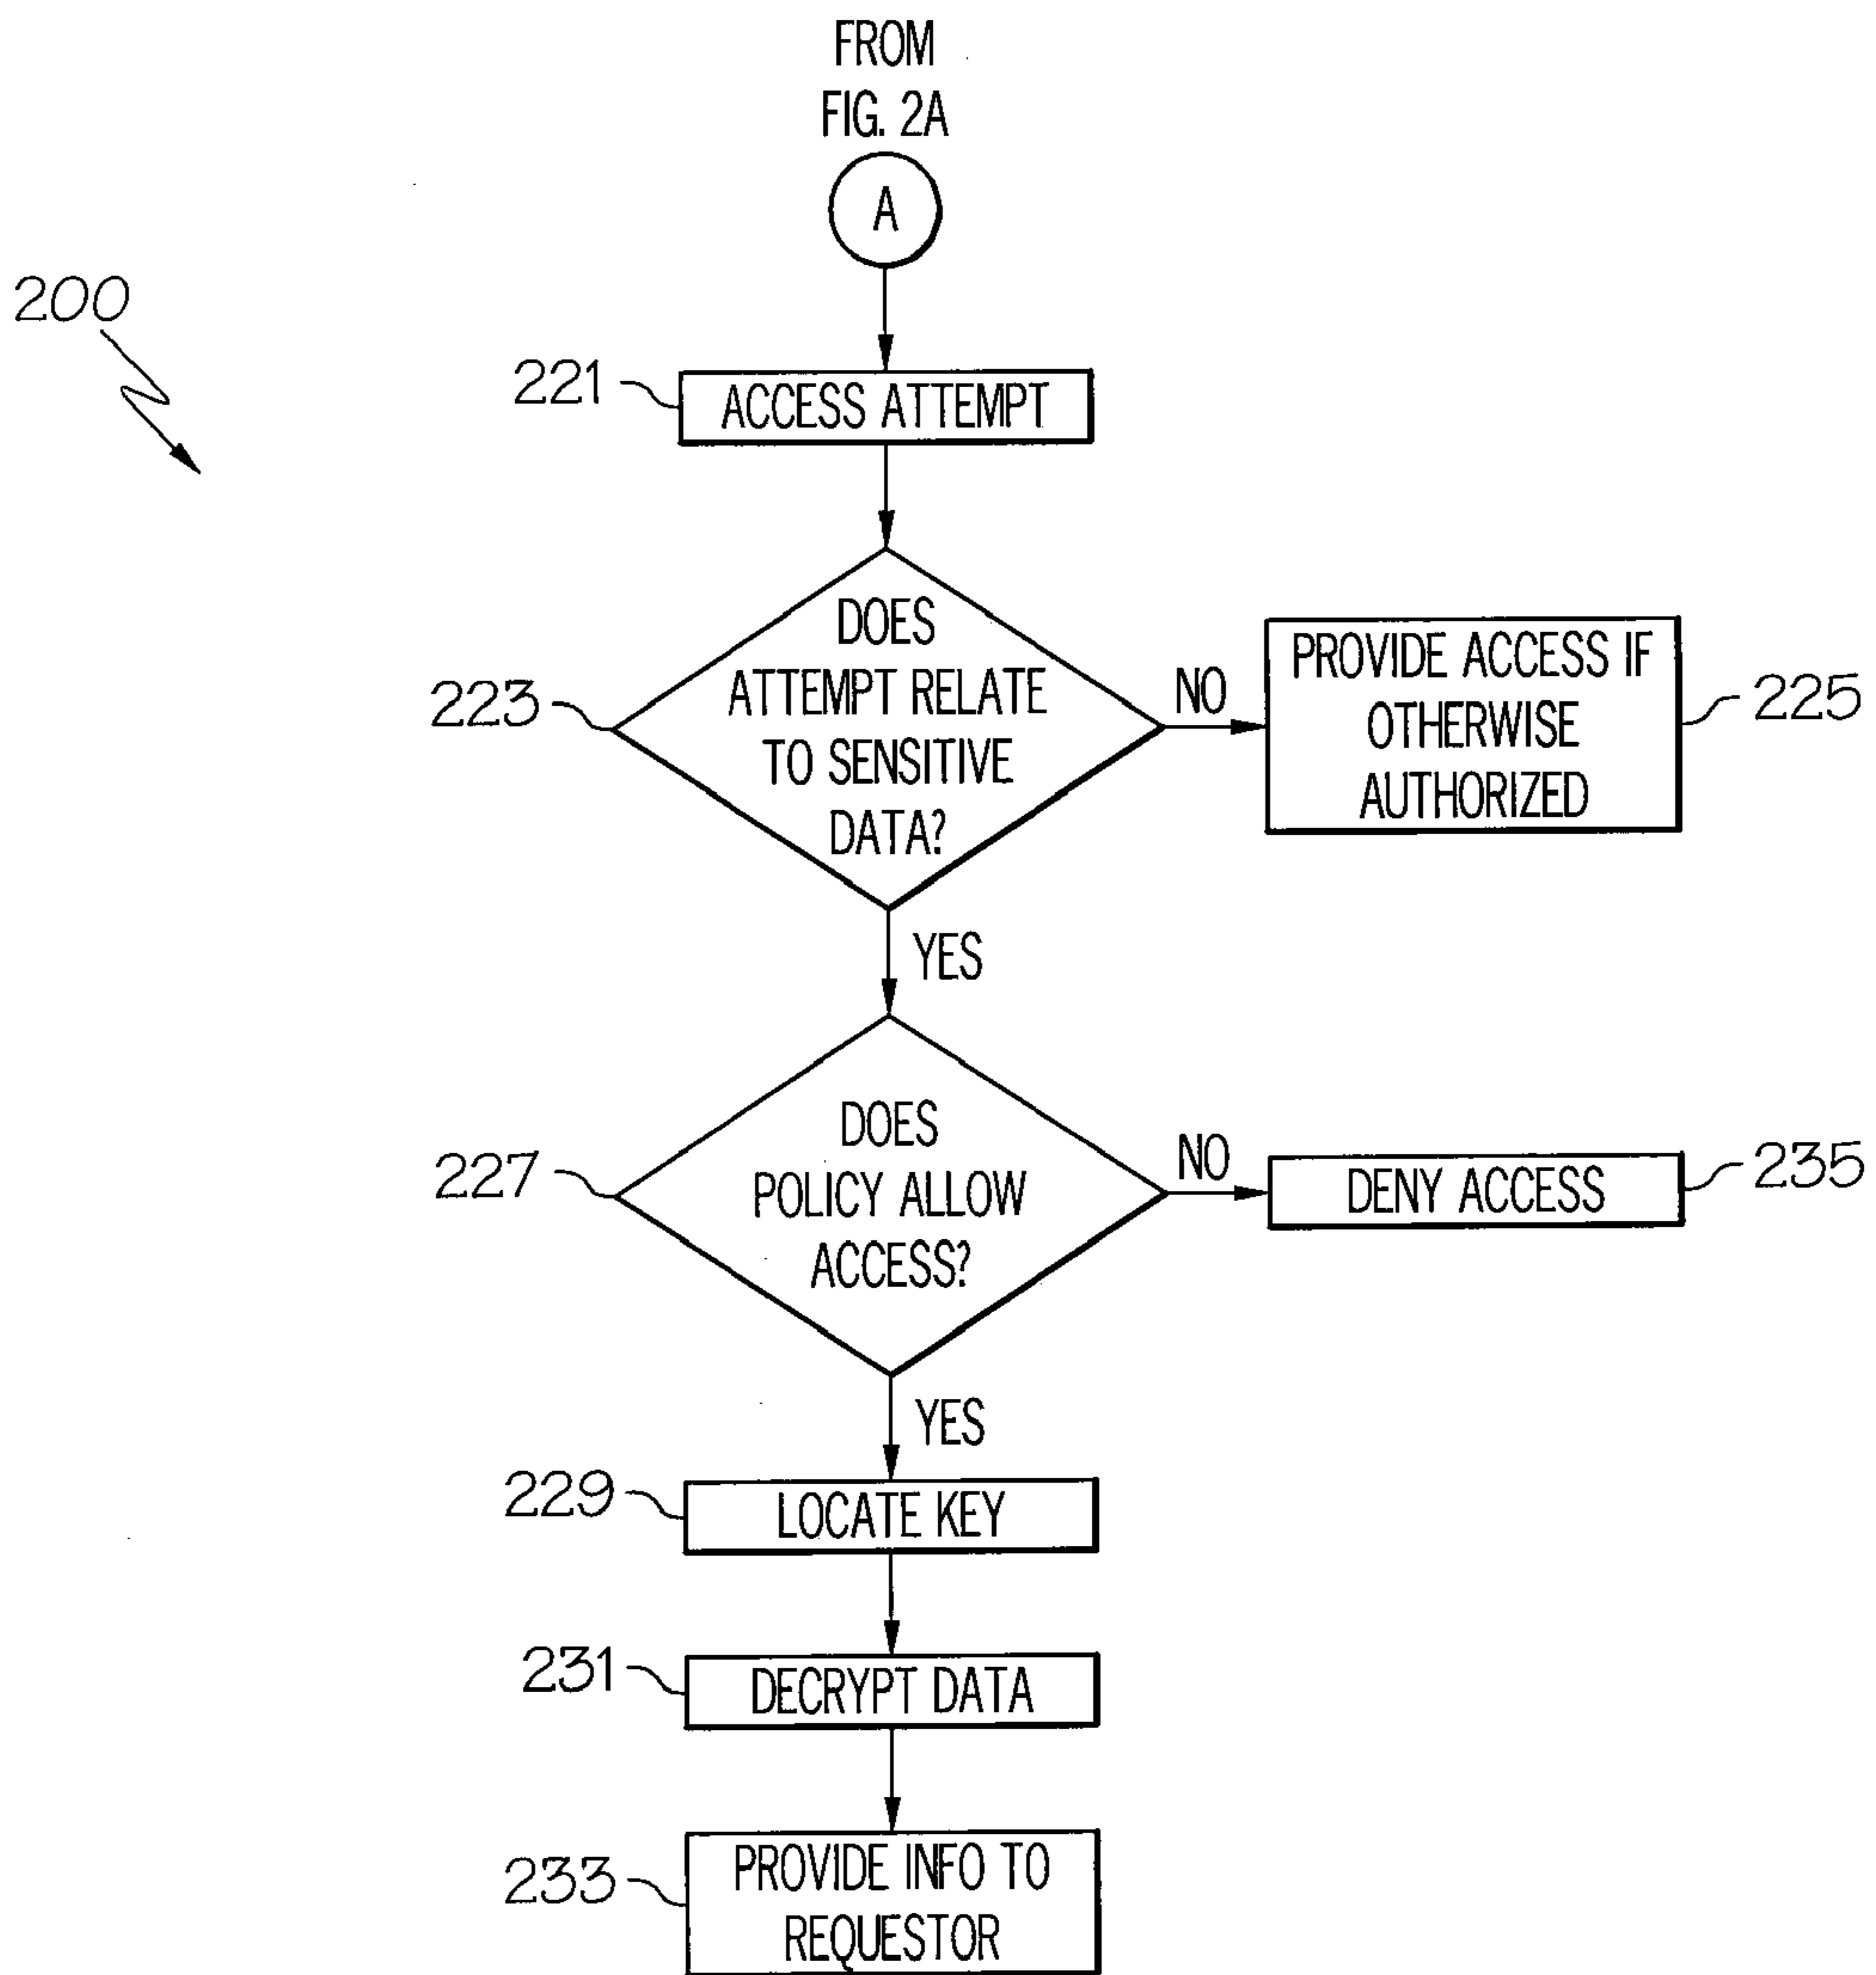 FROM
FIG. 2A
A
200
221
ACCESS ATTEMPT
223
DOES
ATTEMPT RELATE
TO SENSITIVE
DATA?
NO
PROVIDE ACCESS IF
OTHERWISE
AUTHORIZED
225
YES
227
DOES
POLICY ALLOW
ACCESS?
NO
DENY ACCESS
235
YES
229
LOCATE KEY
231
DECRYPT DATA
233
PROVIDE INFO TO
REQUESTOR